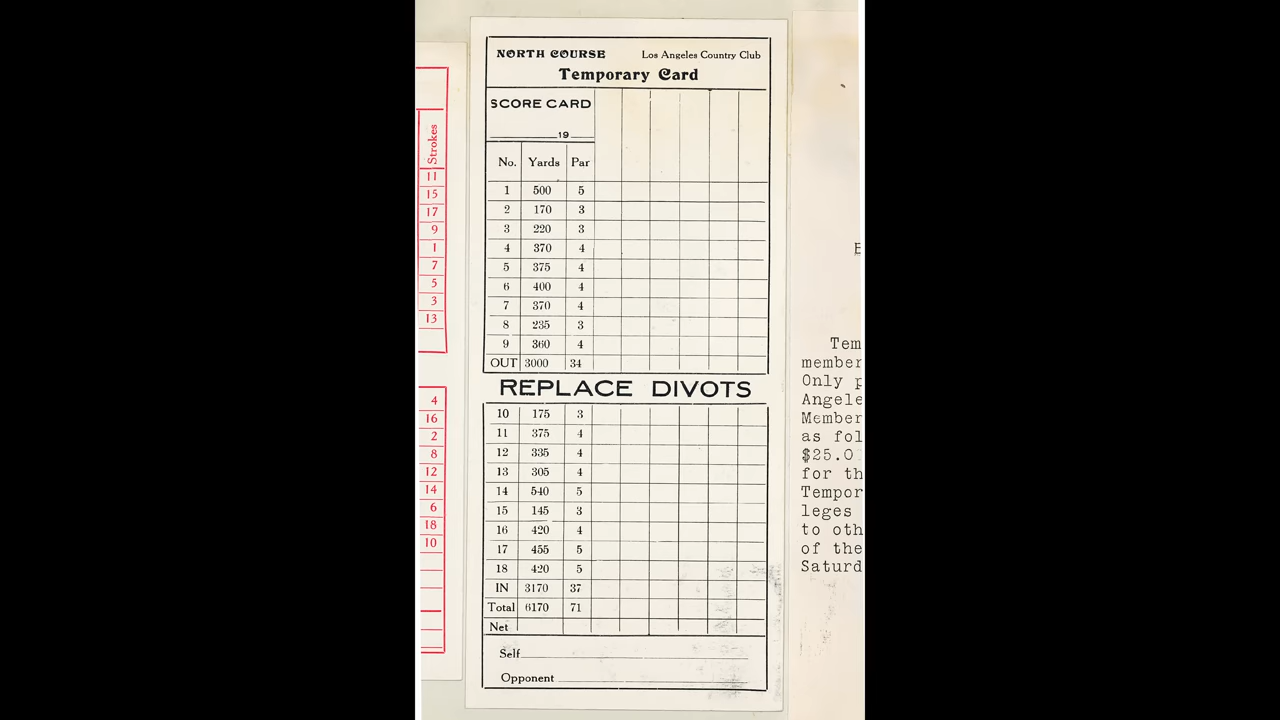 Strokes
11
15
17
9
1
7
5
3
13
4
16
2
8
12
14
6
18
10
NORTH COURSE Los Angeles Country Club
Temporary Card
SCORE CARD
19
No. Yards Par
1 500 5
2 170 3
3 220 3
4 370 4
5 375 4
6 400 4
7 370 4
8 235 3
9 360 4
OUT 3000 34
REPLACE DIVOTS
10 175 3
11 375 4
12 335 4
13 305 4
14 540 5
15 145 3
16 420 4
17 455 5
18 420 5
IN 3170 37
Total 6170 71
Net
Self
Opponent
Tem
member
Only p
Angele
Member
as fol
$25.0
for th
Tempor
leges
to oth
of the
Saturd